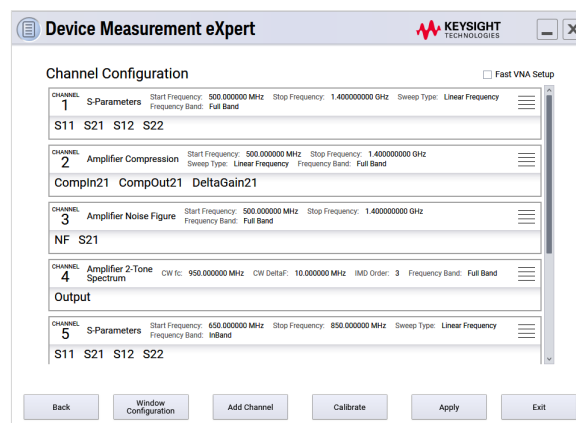 Device Measurement eXpert
KEYSIGHT
TECHNOLOGIES
Channel Configuration
Fast VNA Setup
CHANNEL
1
S-Parameters
Start Frequency: 500.000000 MHz Stop Frequency: 1.400000000 GHz Sweep Type: Linear Frequency
Frequency Band: Full Band
S11 S21 S12 S22
CHANNEL
2
Amplifier Compression
Start Frequency: 500.000000 MHz Stop Frequency: 1.400000000 GHz
Sweep Type: Linear Frequency Frequency Band: Full Band
CompIn21 CompOut21 DeltaGain21
CHANNEL
3
Amplifier Noise Figure
Start Frequency: 500.000000 MHz Stop Frequency: 1.400000000 GHz
Frequency Band: Full Band
NF S21
CHANNEL
4
Amplifier 2-Tone
Spectrum
CW fc: 950.000000 MHz CW DeltaF: 10.000000 MHz IMD Order: 3 Frequency Band: Full Band
Output
CHANNEL
5
S-Parameters
Start Frequency: 650.000000 MHz Stop Frequency: 850.000000 MHz Sweep Type: Linear Frequency
Frequency Band: InBand
S11 S21 S12 S22
Back
Window
Configuration
Add Channel
Calibrate
Apply
Exit